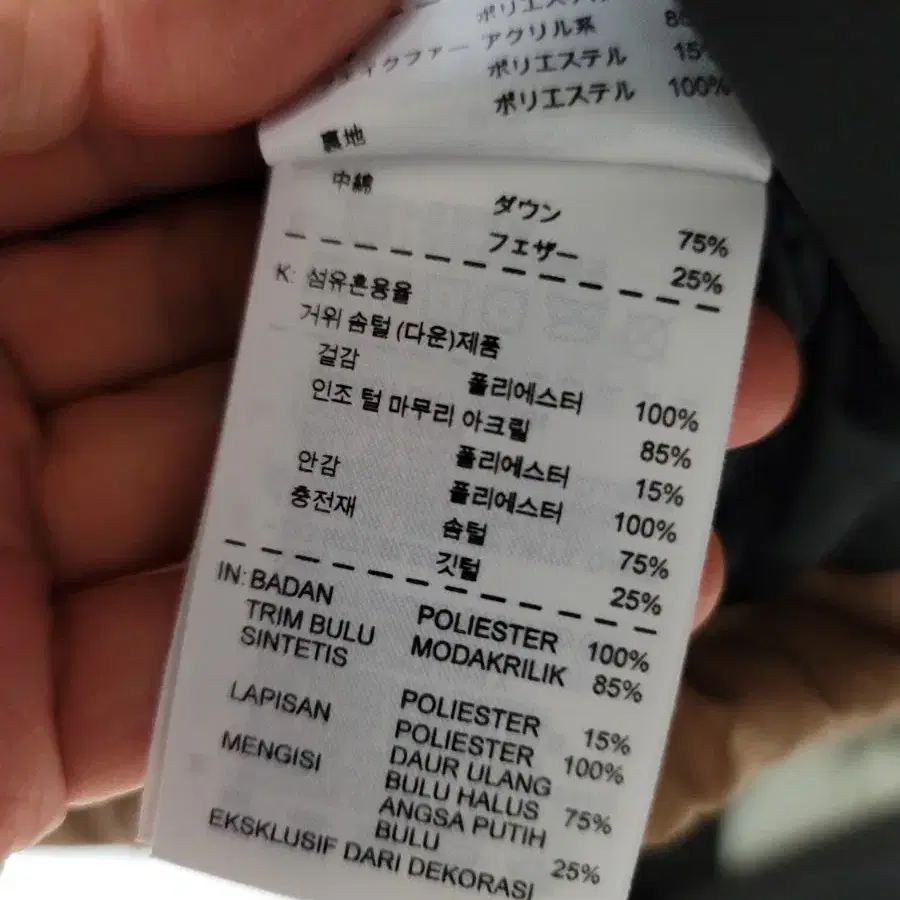 ポリエステル
アクリル系
ポリエステル 15%
ポリエステル 100%
裏地
中綿
ダウン 75%
フェザー 25%
K: 섬유혼용율
거위 솜털 (다운)제품
겉감 폴리에스터 100%
인조 털 마무리 아크릴 85%
폴리에스터 15%
안감 폴리에스터 100%
충전재 솜털 75%
깃털 25%
IN: BADAN POLIESTER 100%
TRIM BULU MODAKRILIK 85%
SINTETIS
POLIESTER 15%
LAPISAN POLIESTER 100%
DAUR ULANG
MENGISI BULU HALUS 75%
ANGSA PUTIH
BULU 25%
EKSKLUSIF DARI DEKORASI